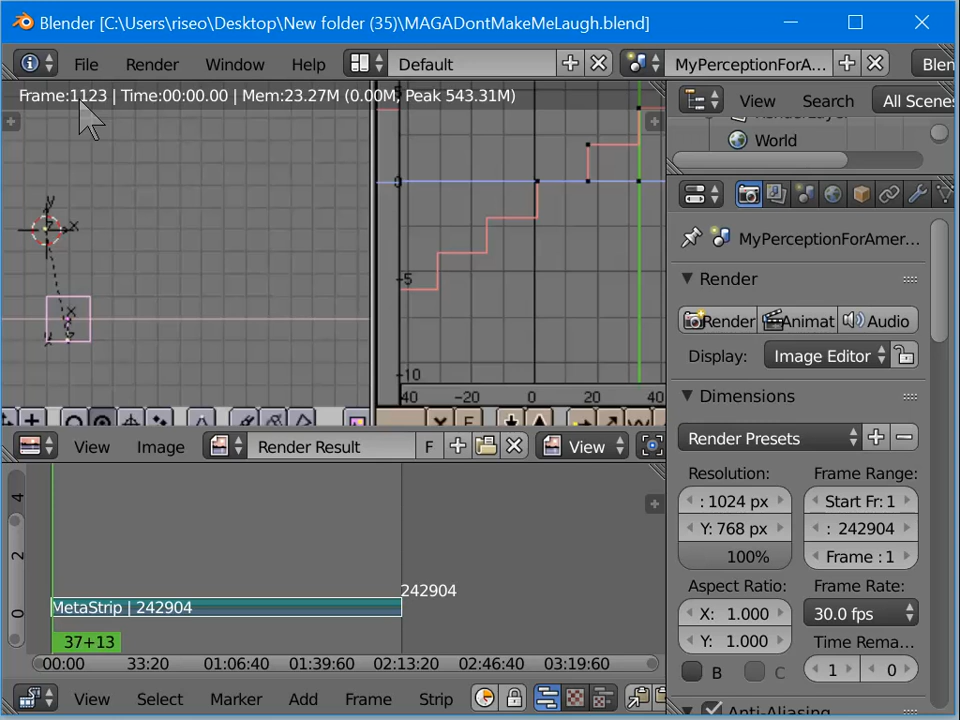 Blender [C:\Users\riseo\Desktop\New folder (35)\MAGADontMakeMeLaugh.blend]
File Render Window Help Default MyPerceptionForA... Blen
Frame:1123 | Time:00:00.00 | Mem:23.27M (0.00M, Peak 543.31M)
View Search All Scenes
World
y
x
x
y
0
-5
-10
40 -20 0 20 40
MyPerceptionForAmer...
Render
Render Animat Audio
Display: Image Editor
Dimensions
Render Presets
Resolution: Frame Range:
: 1024 px Start Fr: 1
Y: 768 px : 242904
100% Frame : 1
Aspect Ratio: Frame Rate:
X: 1.000 30.0 fps
Y: 1.000 Time Rema...
B C 1 0
Anti-Aliasing
View Image Render Result F View
4
2
0
242904
MetaStrip | 242904
37+13
00:00 33:20 01:06:40 01:39:60 02:13:20 02:46:40 03:19:60
View Select Marker Add Frame Strip